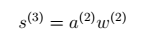 s⁽³⁾ = a⁽²⁾w⁽²⁾